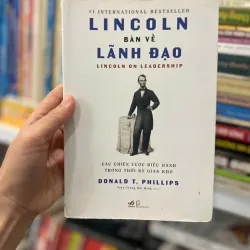 #1 INTERNATIONAL BESTSELLER
LINCOLN
BÀN VỀ
LÃNH ĐẠO
LINCOLN ON LEADERSHIP
CÁC CHIẾN LƯỢC ĐIỀU HÀNH
TRONG THỜI KỲ GIAN KHÓ
DONALD T. PHILLIPS